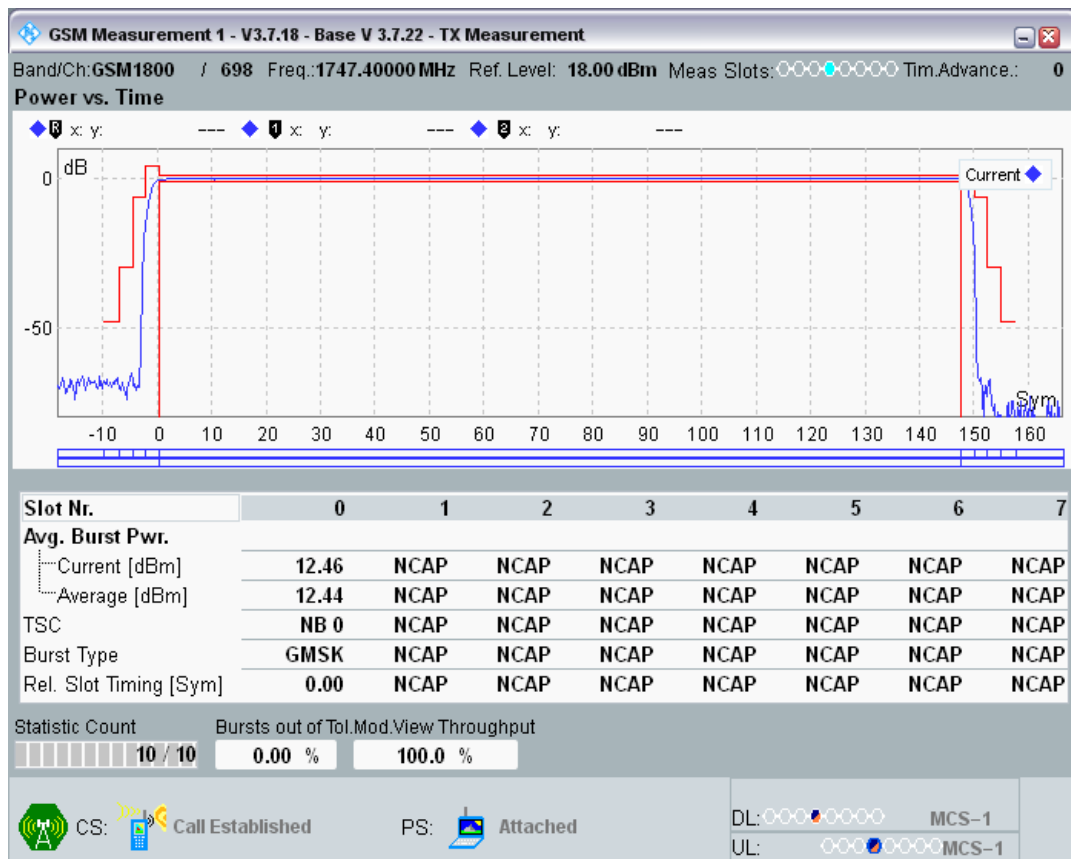 GSM Measurement 1 - V3.7.18 - Base V 3.7.22 - TX Measurement
Band/Ch:GSM1800 / 698 Freq.:1747.40000 MHz Ref. Level: 18.00 dBm Meas Slots: Tim.Advance.: 0
Power vs. Time
R x: y: --- 1 x: y: --- 2 x: y: ---
dB
Current
0
-50
Sym
-10 0 10 20 30 40 50 60 70 80 90 100 110 120 130 140 150 160
Slot Nr. 0 1 2 3 4 5 6 7
Avg. Burst Pwr.
Current [dBm] 12.46 NCAP NCAP NCAP NCAP NCAP NCAP NCAP
Average [dBm] 12.44 NCAP NCAP NCAP NCAP NCAP NCAP NCAP
TSC NB 0 NCAP NCAP NCAP NCAP NCAP NCAP NCAP
Burst Type GMSK NCAP NCAP NCAP NCAP NCAP NCAP NCAP
Rel. Slot Timing [Sym] 0.00 NCAP NCAP NCAP NCAP NCAP NCAP NCAP
Statistic Count Bursts out of Tol.Mod.View Throughput
10 / 10 0.00 % 100.0 %
CS: Call Established PS: Attached DL: MCS-1
UL: MCS-1